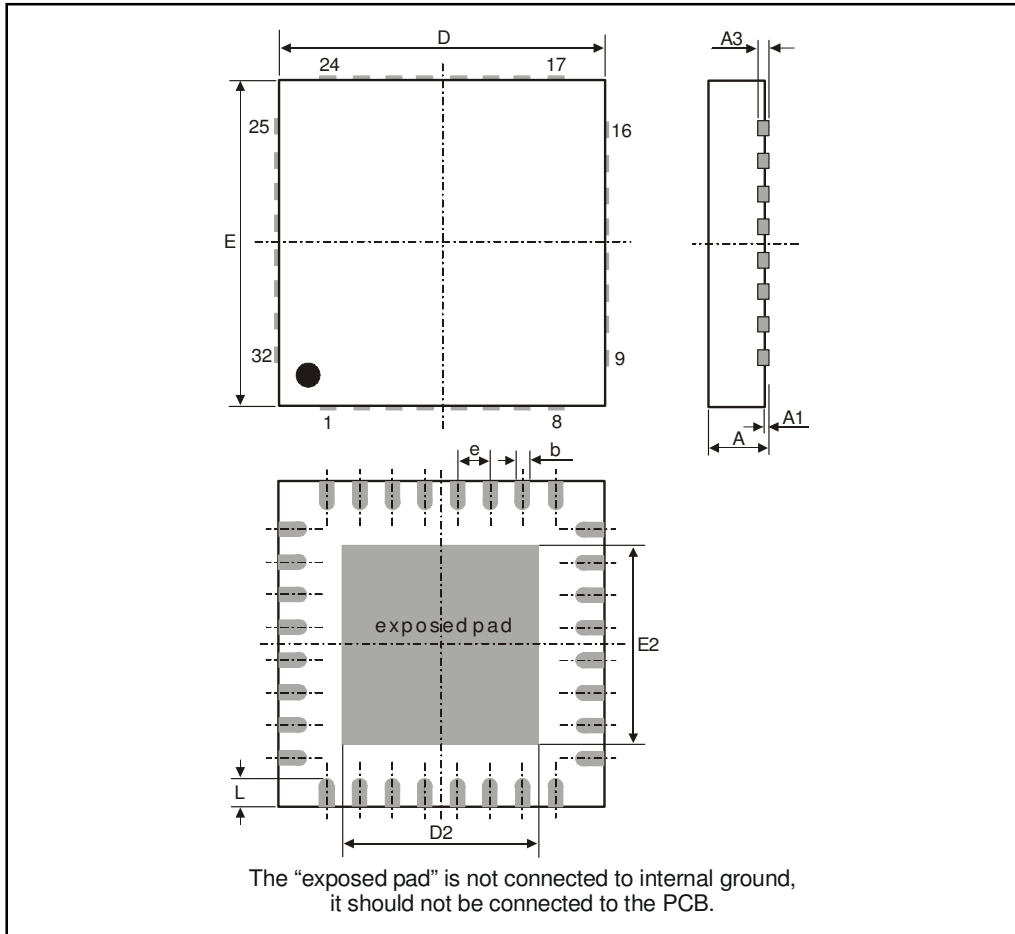 D
A3
24
17
25
16
E
32
9
1
8
A1
A
e
b
exposed pad
E2
L
D2
The “exposed pad” is not connected to internal ground,
it should not be connected to the PCB.